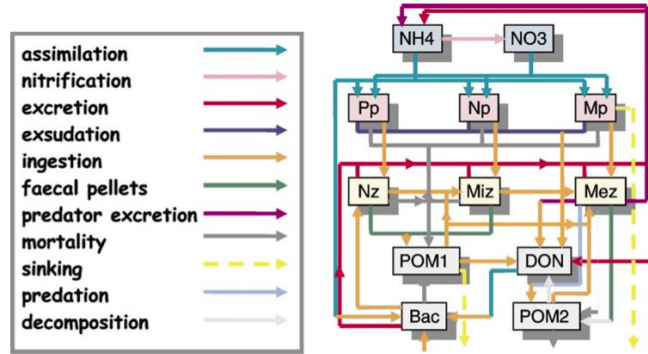 assimilation
nitrification
excretion
exsudation
ingestion
faecal pellets
predator excretion
mortality
sinking
predation
decomposition
NH4 NO3
Pp Np Mp
Nz Miz Mez
POM1 DON
Bac POM2